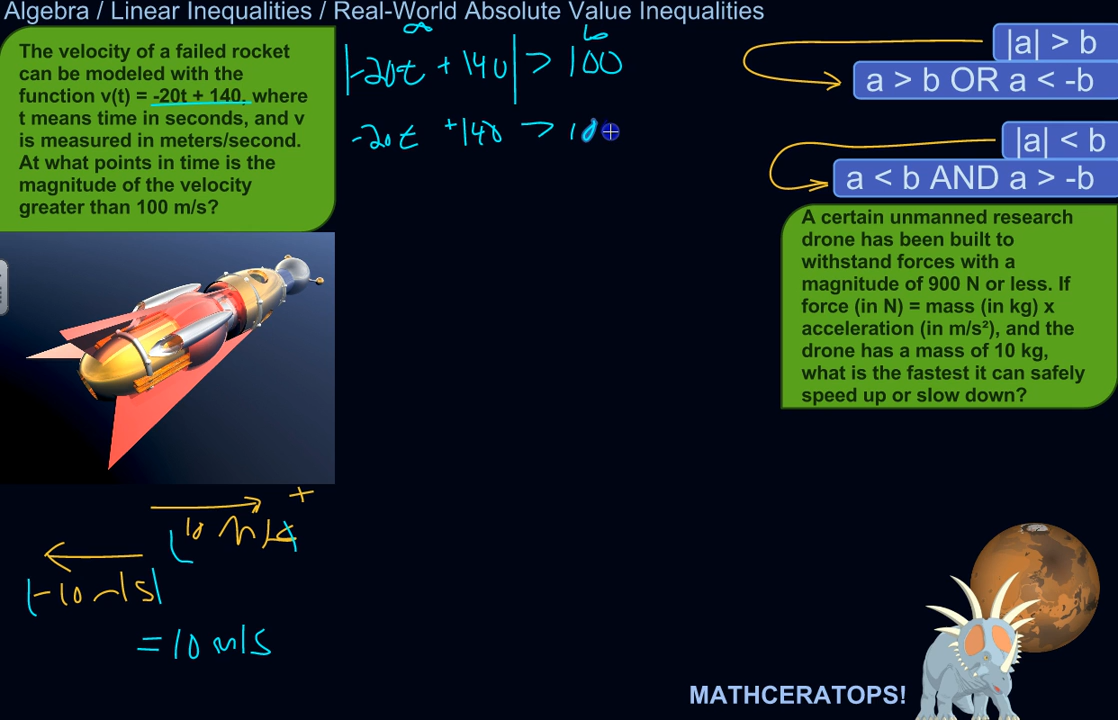 Algebra / Linear Inequalities / Real-World Absolute Value Inequalities
The velocity of a failed rocket
can be modeled with the
function v(t) = -20t + 140, where
t means time in seconds, and v
is measured in meters/second.
At what points in time is the
magnitude of the velocity
greater than 100 m/s?
|-20t + 140| > 100
b
-20t +140 > 10
|a| > b
a > b OR a < -b
|a| < b
a < b AND a > -b
A certain unmanned research
drone has been built to
withstand forces with a
magnitude of 900 N or less. If
force (in N) = mass (in kg) x
acceleration (in m/s²), and the
drone has a mass of 10 kg,
what is the fastest it can safely
speed up or slow down?
+
|-10 m/s|
= 10 m/s
MATHCERATOPS!